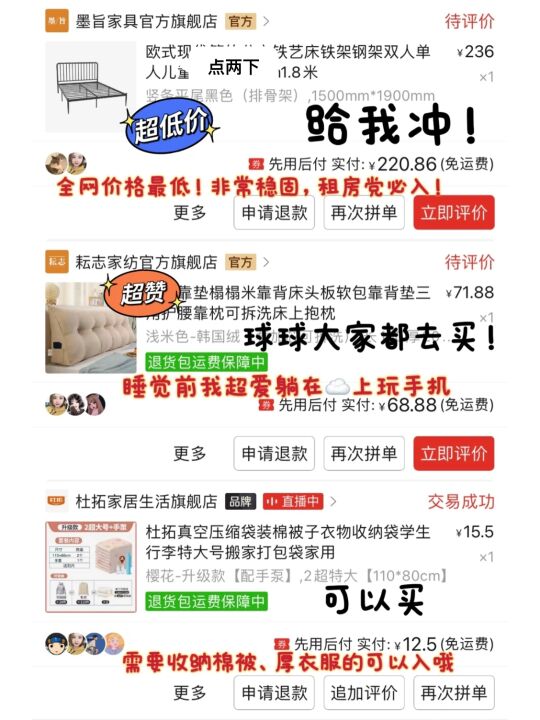 墨旨 墨旨家具官方旗舰店 官方 待评价
欧式现代简约公主铁艺床铁架钢架双人单 ¥236
人儿童 点两下 1.8米 ×1
竖条平尾黑色（排骨架）,1500mm*1900mm
超低价 给我冲！
券 先用后付 实付: ¥220.86 (免运费)
全网价格最低！非常稳固，租房党必入！
更多 申请退款 再次拼单 立即评价
耘志 耘志家纺官方旗舰店 官方 待评价
超赞 靠垫榻榻米靠背床头板软包靠背垫三 ¥71.88
护腰靠枕可拆洗床上抱枕 ×1
浅米色-韩国绒
球球大家都去买！
退货包运费保障中
睡觉前我超爱躺在☁️上玩手机
券 先用后付 实付: ¥68.88 (免运费)
更多 申请退款 再次拼单 立即评价
杜拓 杜拓家居生活旗舰店 品牌 直播中 交易成功
杜拓真空压缩袋装棉被子衣物收纳袋学生 ¥15.5
行李特大号搬家打包袋家用 ×1
樱花-升级款【配手泵】,2超特大【110*80cm】
退货包运费保障中 可以买
券 先用后付 实付: ¥12.5 (免运费)
需要收纳棉被、厚衣服的可以入哦
更多 申请退款 追加评价 再次拼单